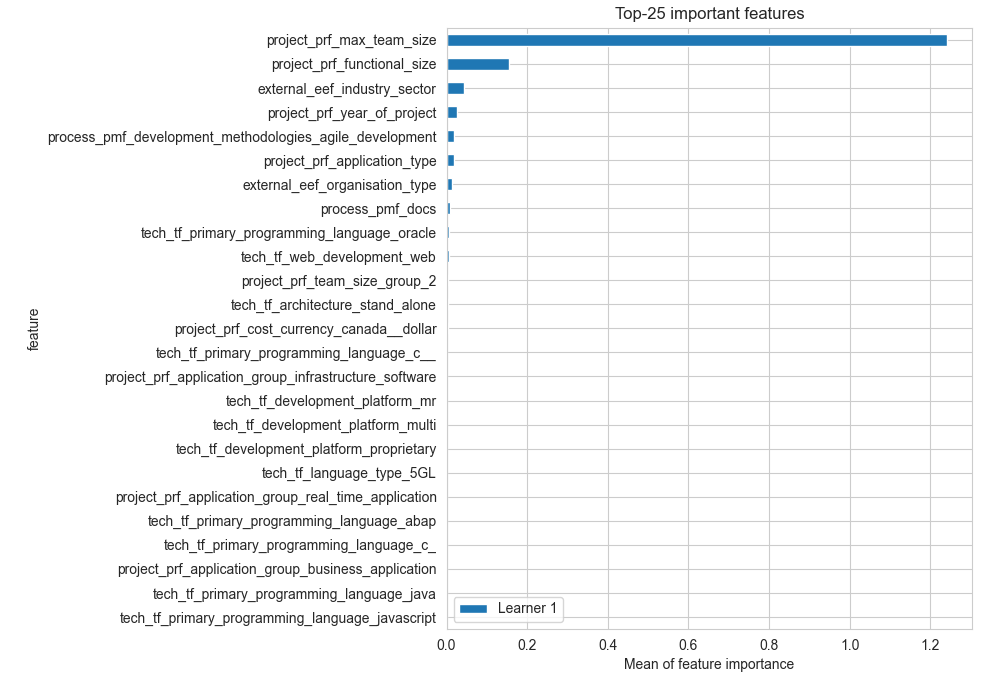 Top-25 important features
project_prf_max_team_size
project_prf_functional_size
external_eef_industry_sector
project_prf_year_of_project
process_pmf_development_methodologies_agile_development
project_prf_application_type
external_eef_organisation_type
process_pmf_docs
tech_tf_primary_programming_language_oracle
tech_tf_web_development_web
project_prf_team_size_group_2
tech_tf_architecture_stand_alone
project_prf_cost_currency_canada__dollar
tech_tf_primary_programming_language_c__
project_prf_application_group_infrastructure_software
tech_tf_development_platform_mr
tech_tf_development_platform_multi
tech_tf_development_platform_proprietary
tech_tf_language_type_5GL
project_prf_application_group_real_time_application
tech_tf_primary_programming_language_abap
tech_tf_primary_programming_language_c_
project_prf_application_group_business_application
tech_tf_primary_programming_language_java
tech_tf_primary_programming_language_javascript
feature
Learner 1
0.0 0.2 0.4 0.6 0.8 1.0 1.2
Mean of feature importance